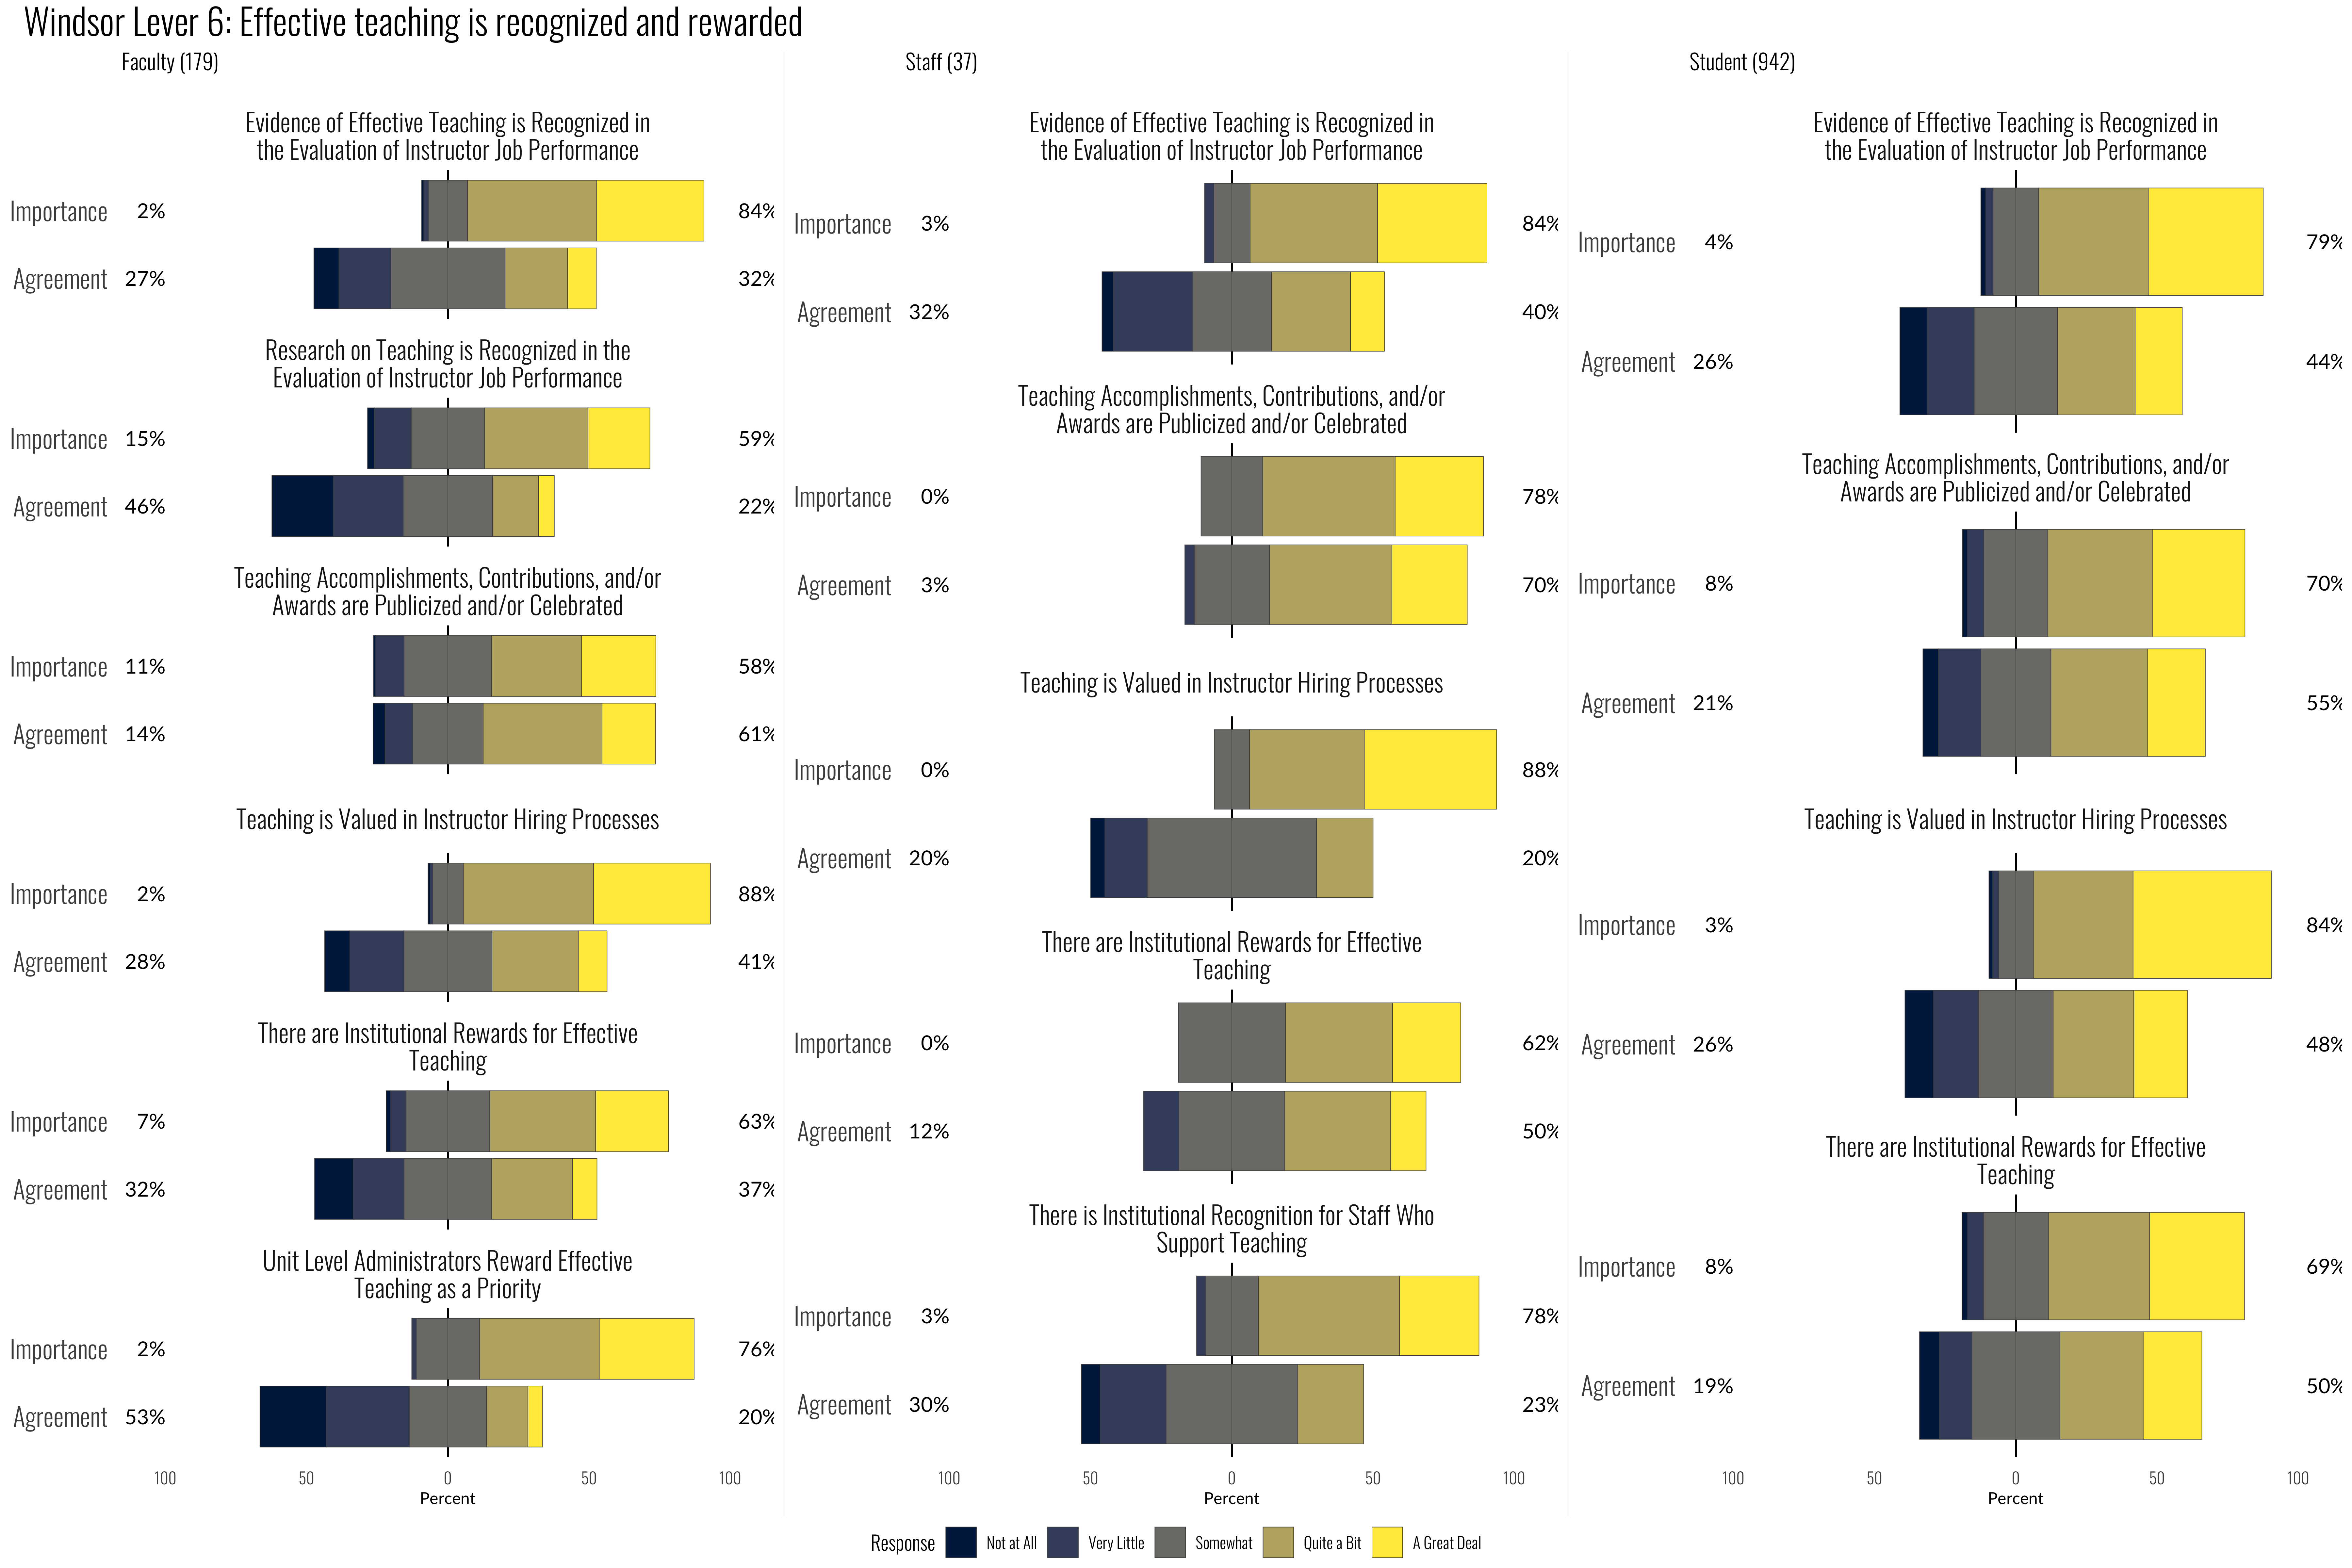 Windsor Lever 6: Effective teaching is recognized and rewarded
Faculty (179)
Evidence of Effective Teaching is Recognized in
the Evaluation of Instructor Job Performance
Importance 2% 84%
Agreement 27% 32%
Research on Teaching is Recognized in the
Evaluation of Instructor Job Performance
Importance 15% 59%
Agreement 46% 22%
Teaching Accomplishments, Contributions, and/or
Awards are Publicized and/or Celebrated
Importance 11% 58%
Agreement 14% 61%
Teaching is Valued in Instructor Hiring Processes
Importance 2% 88%
Agreement 28% 41%
There are Institutional Rewards for Effective
Teaching
Importance 7% 63%
Agreement 32% 37%
Unit Level Administrators Reward Effective
Teaching as a Priority
Importance 2% 76%
Agreement 53% 20%
100 50 0 50 100
Percent
Staff (37)
Evidence of Effective Teaching is Recognized in
the Evaluation of Instructor Job Performance
Importance 3% 84%
Agreement 32% 40%
Teaching Accomplishments, Contributions, and/or
Awards are Publicized and/or Celebrated
Importance 0% 78%
Agreement 3% 70%
Teaching is Valued in Instructor Hiring Processes
Importance 0% 88%
Agreement 20% 20%
There are Institutional Rewards for Effective
Teaching
Importance 0% 62%
Agreement 12% 50%
There is Institutional Recognition for Staff Who
Support Teaching
Importance 3% 78%
Agreement 30% 23%
100 50 0 50 100
Percent
Student (942)
Evidence of Effective Teaching is Recognized in
the Evaluation of Instructor Job Performance
Importance 4% 79%
Agreement 26% 44%
Teaching Accomplishments, Contributions, and/or
Awards are Publicized and/or Celebrated
Importance 8% 70%
Agreement 21% 55%
Teaching is Valued in Instructor Hiring Processes
Importance 3% 84%
Agreement 26% 48%
There are Institutional Rewards for Effective
Teaching
Importance 8% 69%
Agreement 19% 50%
100 50 0 50 100
Percent
Response Not at All Very Little Somewhat Quite a Bit A Great Deal